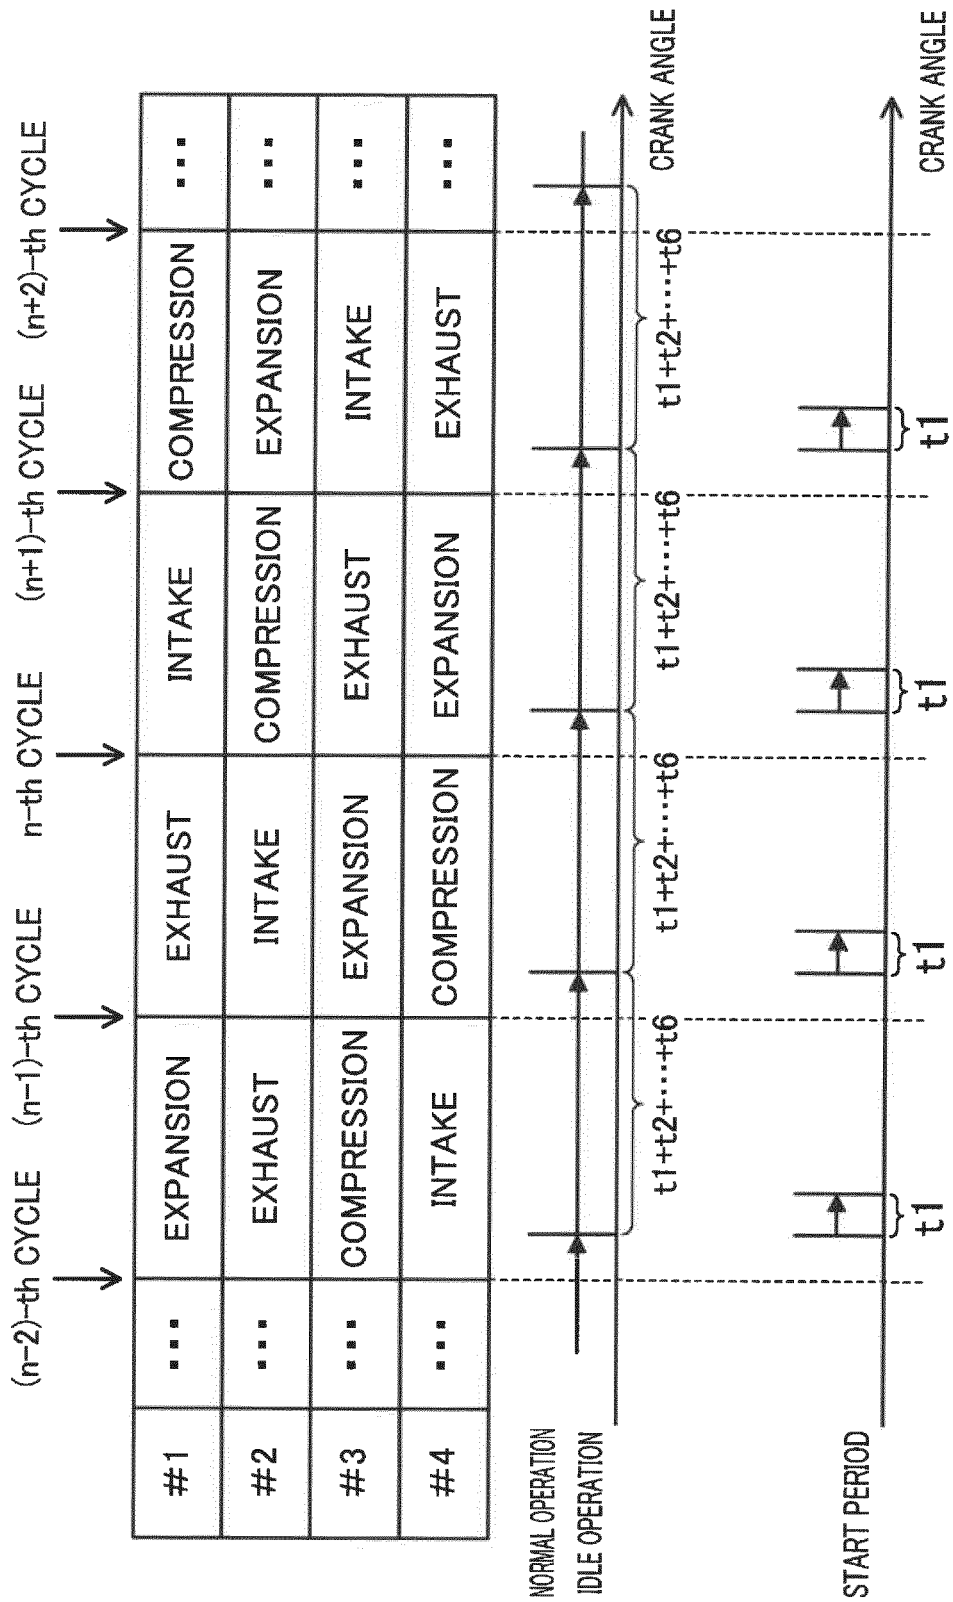 (n-2)-th CYCLE (n-1)-th CYCLE n-th CYCLE (n+1)-th CYCLE (n+2)-th CYCLE
#1 ... EXPANSION EXHAUST INTAKE COMPRESSION ...
#2 ... EXHAUST INTAKE COMPRESSION EXPANSION ...
#3 ... COMPRESSION EXPANSION EXHAUST INTAKE ...
#4 ... INTAKE COMPRESSION EXPANSION EXHAUST ...
NORMAL OPERATION
IDLE OPERATION
CRANK ANGLE
t1+t2+...+t6 t1+t2+...+t6 t1+t2+...+t6 t1+t2+...+t6
START PERIOD
t1 t1 t1 t1
CRANK ANGLE